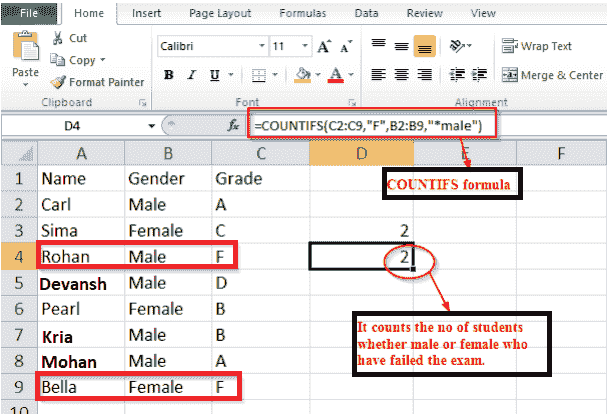 File Home Insert Page Layout Formulas Data Review View
Cut
Copy
Format Painter
Paste
Calibri 11 A A
B I U A
Wrap Text
Merge & Center
Clipboard Font Alignment
D4 fx =COUNTIFS(C2:C9,"F",B2:B9,"*male")
A B C D E F
1 Name Gender Grade
COUNTIFS formula
2 Carl Male A
3 Sima Female C 2
4 Rohan Male F 2
5 Devansh Male D
6 Pearl Female B
It counts the no of students
whether male or female who
have failed the exam.
7 Kria Male B
8 Mohan Male A
9 Bella Female F
10